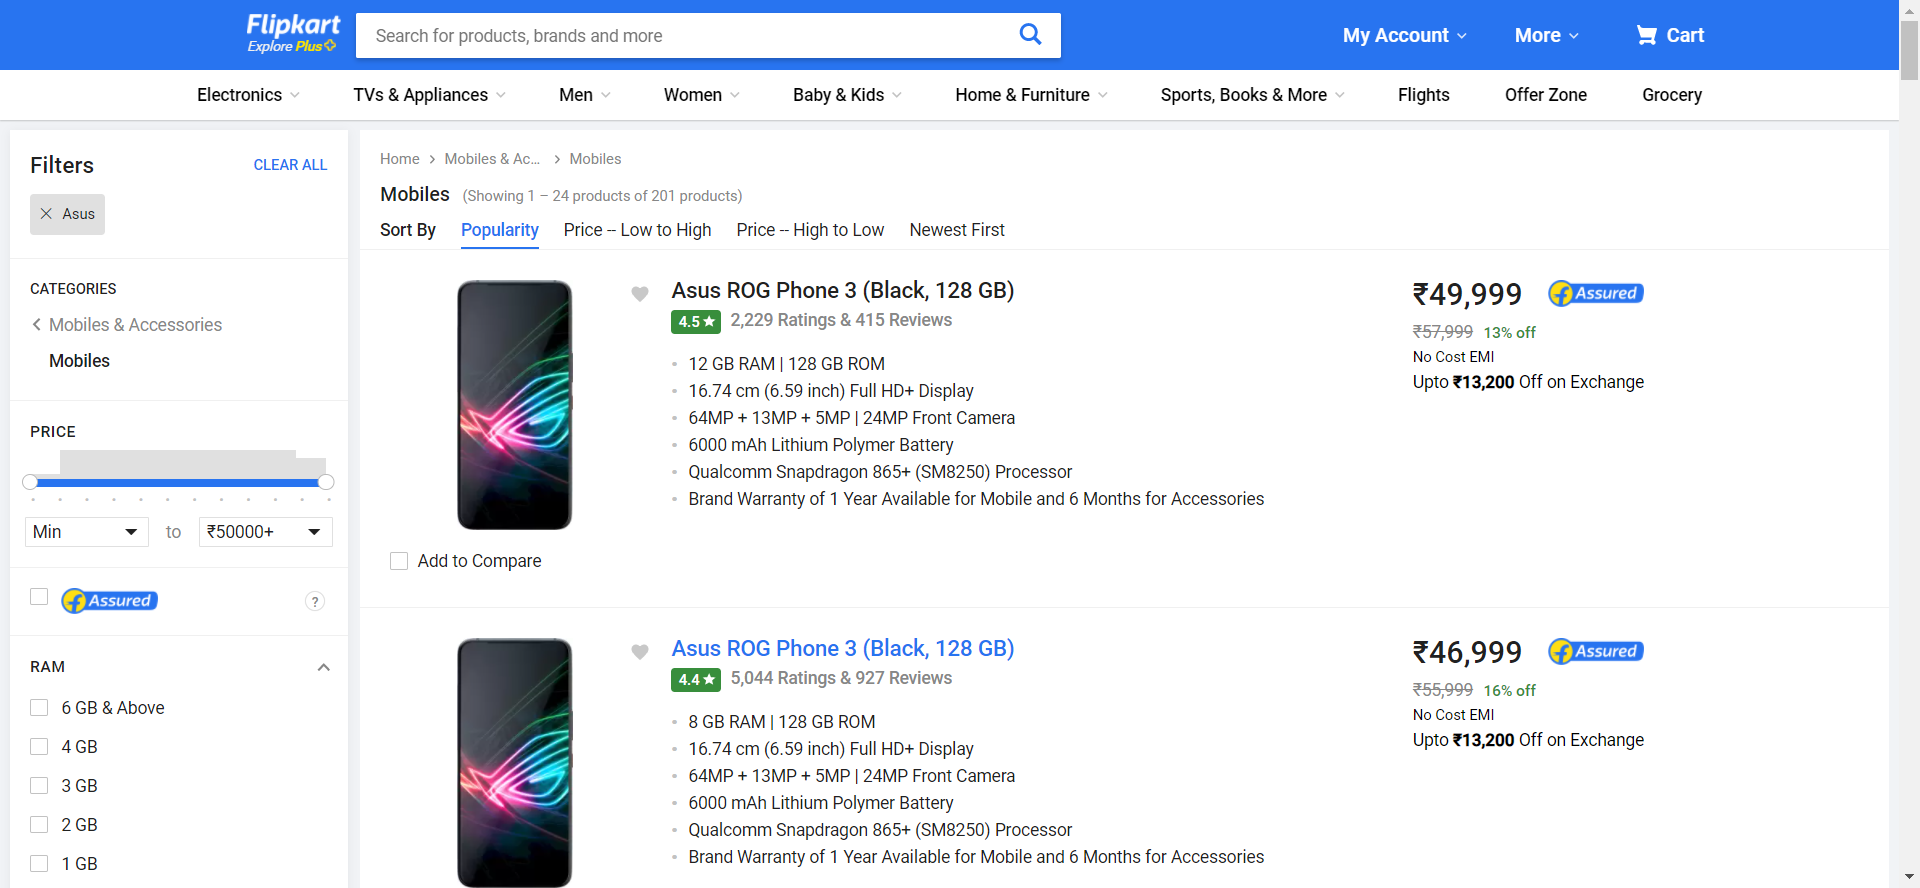 Flipkart
Explore Plus
Search for products, brands and more
My Account
More
Cart
Electronics
TVs & Appliances
Men
Women
Baby & Kids
Home & Furniture
Sports, Books & More
Flights
Offer Zone
Grocery
Filters
CLEAR ALL
Asus
CATEGORIES
Mobiles & Accessories
Mobiles
PRICE
Min
to
₹50000+
Assured
?
RAM
6 GB & Above
4 GB
3 GB
2 GB
1 GB
Home
Mobiles & Ac...
Mobiles
Mobiles (Showing 1 – 24 products of 201 products)
Sort By
Popularity
Price -- Low to High
Price -- High to Low
Newest First
Asus ROG Phone 3 (Black, 128 GB)
4.5 ★ 2,229 Ratings & 415 Reviews
12 GB RAM | 128 GB ROM
16.74 cm (6.59 inch) Full HD+ Display
64MP + 13MP + 5MP | 24MP Front Camera
6000 mAh Lithium Polymer Battery
Qualcomm Snapdragon 865+ (SM8250) Processor
Brand Warranty of 1 Year Available for Mobile and 6 Months for Accessories
₹49,999
Assured
₹57,999 13% off
No Cost EMI
Upto ₹13,200 Off on Exchange
Add to Compare
Asus ROG Phone 3 (Black, 128 GB)
4.4 ★ 5,044 Ratings & 927 Reviews
8 GB RAM | 128 GB ROM
16.74 cm (6.59 inch) Full HD+ Display
64MP + 13MP + 5MP | 24MP Front Camera
6000 mAh Lithium Polymer Battery
Qualcomm Snapdragon 865+ (SM8250) Processor
Brand Warranty of 1 Year Available for Mobile and 6 Months for Accessories
₹46,999
Assured
₹55,999 16% off
No Cost EMI
Upto ₹13,200 Off on Exchange